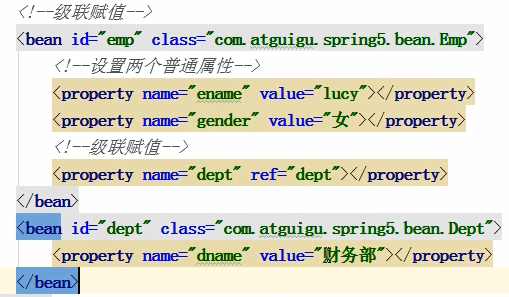 <!--级联赋值-->
<bean id="emp" class="com.atguigu.spring5.bean.Emp">
<!--设置两个普通属性-->
<property name="ename" value="lucy"></property>
<property name="gender" value="女"></property>
<!--级联赋值-->
<property name="dept" ref="dept"></property>
</bean>
<bean id="dept" class="com.atguigu.spring5.bean.Dept">
<property name="dname" value="财务部"></property>
</bean>